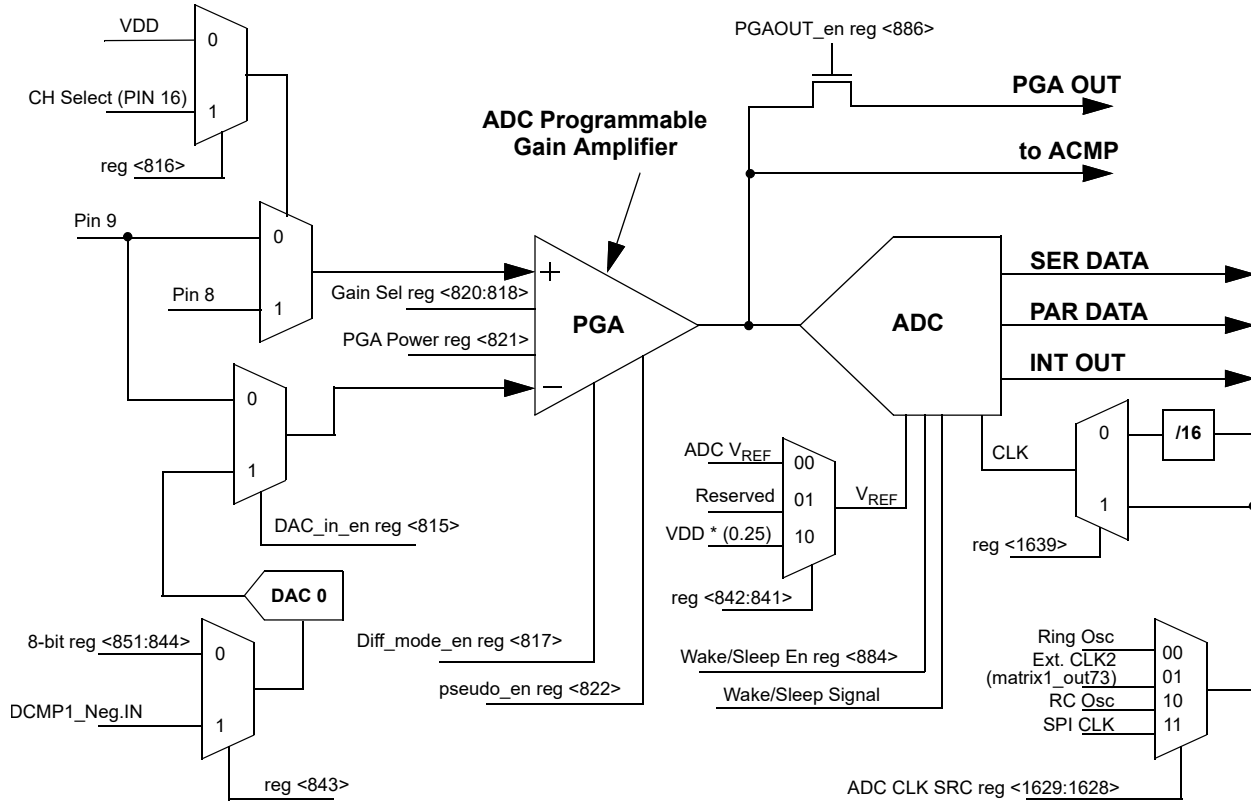 VDD
0
CH Select (PIN 16)
1
reg <816>
PGAOUT_en reg <886>
PGA OUT
to ACMP
ADC Programmable
Gain Amplifier
Pin 9
0
Pin 8
1
+
Gain Sel reg <820:818>
PGA
PGA Power reg <821>
−
ADC
SER DATA
PAR DATA
INT OUT
0
1
DAC_in_en reg <815>
DAC 0
8-bit reg <851:844>
0
DCMP1_Neg.IN
1
reg <843>
Diff_mode_en reg <817>
pseudo_en reg <822>
ADC VREF
00
Reserved
01
VDD * (0.25)
10
VREF
reg <842:841>
Wake/Sleep En reg <884>
Wake/Sleep Signal
CLK
0
/16
1
reg <1639>
Ring Osc
00
Ext. CLK2
(matrix1_out73)
01
RC Osc
10
SPI CLK
11
ADC CLK SRC reg <1629:1628>